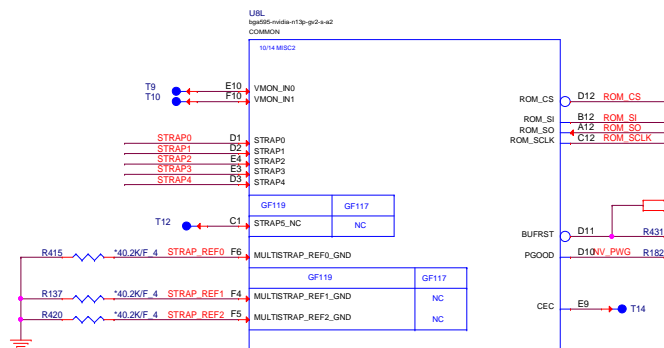 U8L
bga595-nvidia-n13p-gv2-s-a2
COMMON
10/14 MISC2
T9
E10
VMON_IN0
T10
F10
VMON_IN1
ROM_CS
D12
ROM_CS
ROM_SI
B12
ROM_SI
ROM_SO
A12
ROM_SO
ROM_SCLK
C12
ROM_SCLK
STRAP0
D1
STRAP0
STRAP1
D2
STRAP1
STRAP2
E4
STRAP2
STRAP3
E3
STRAP3
STRAP4
D3
STRAP4
GF119
GF117
T12
C1
STRAP5_NC
NC
BUFRST
D11
R431
R415
*40.2K/F_4
STRAP_REF0
F6
MULTISTRAP_REF0_GND
PGOOD
D10
NV_PWG
R182
GF119
GF117
R137
*40.2K/F_4
STRAP_REF1
F4
MULTISTRAP_REF1_GND
NC
R420
*40.2K/F_4
STRAP_REF2
F5
MULTISTRAP_REF2_GND
NC
CEC
E9
T14